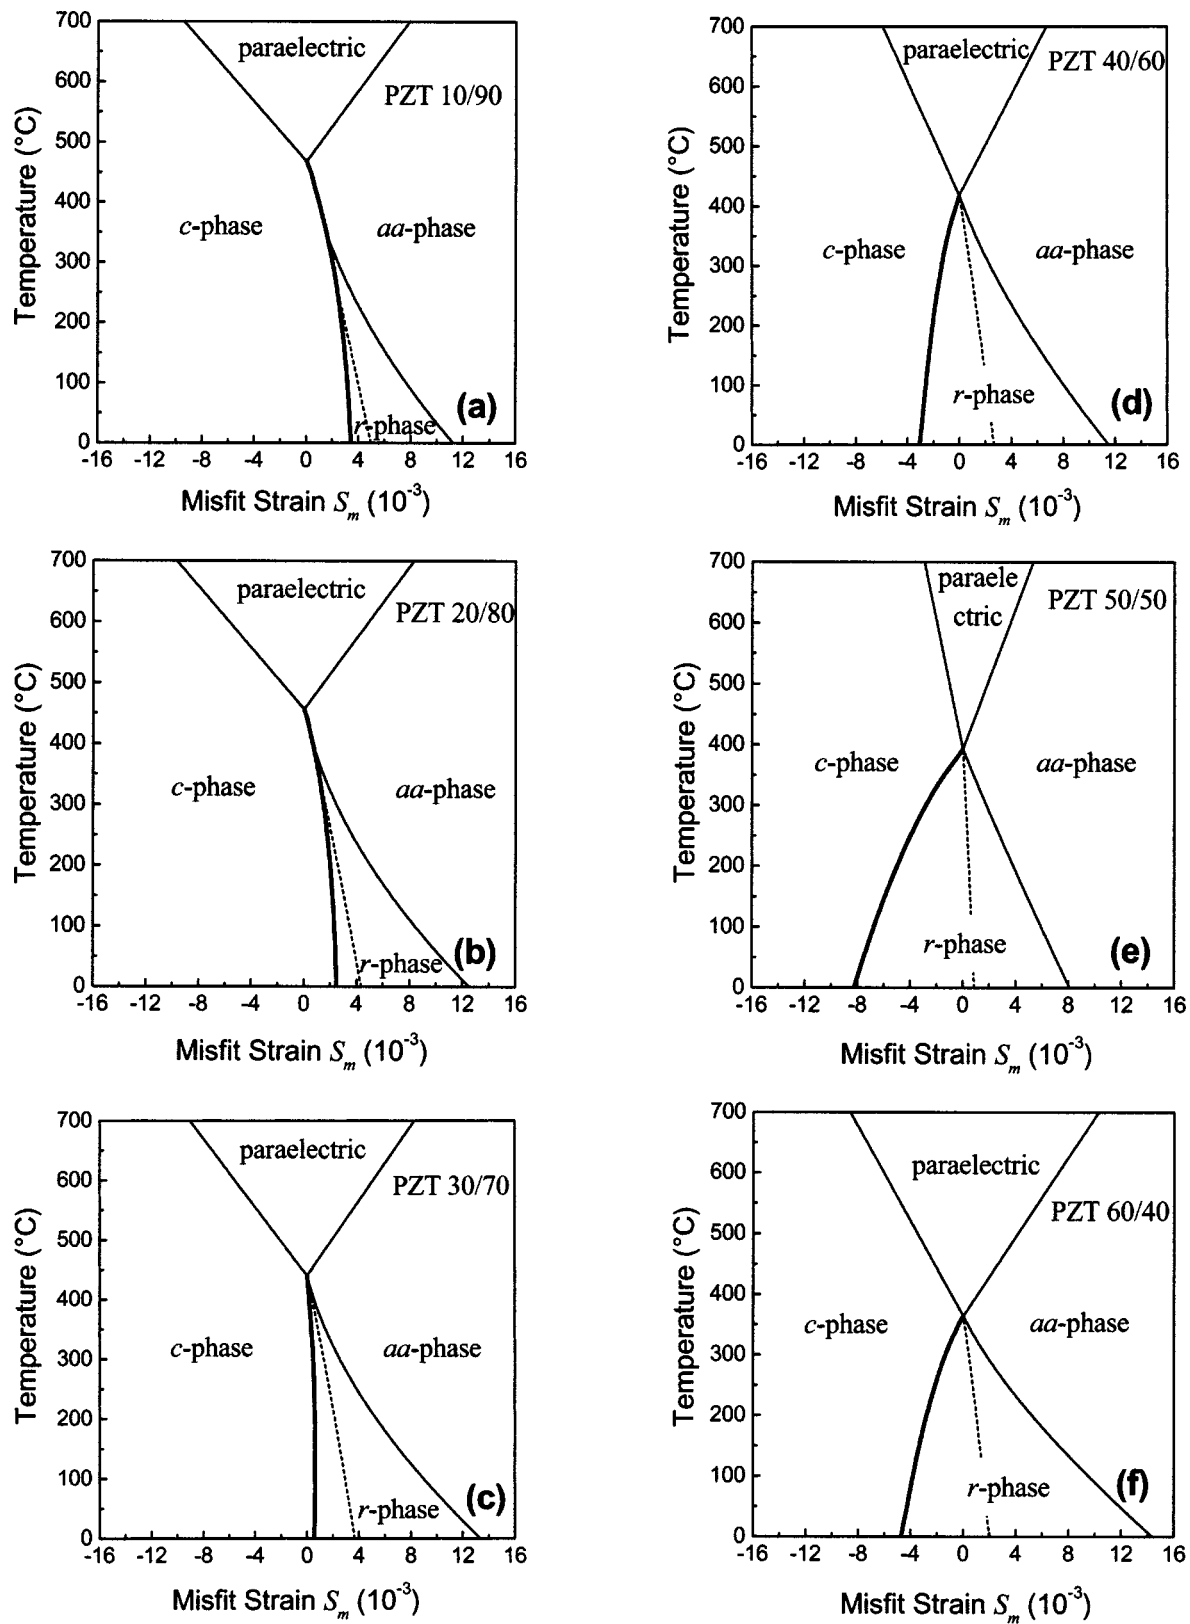 700
600
500
400
300
200
100
0
Temperature (°C)
paraelectric
PZT 10/90
c-phase
aa-phase
r-phase
(a)
-16 -12 -8 -4 0 4 8 12 16
Misfit Strain Sm (10-3)
700
600
500
400
300
200
100
0
Temperature (°C)
paraelectric
PZT 40/60
c-phase
aa-phase
r-phase
(d)
-16 -12 -8 -4 0 4 8 12 16
Misfit Strain Sm (10-3)
700
600
500
400
300
200
100
0
Temperature (°C)
paraelectric
PZT 20/80
c-phase
aa-phase
r-phase
(b)
-16 -12 -8 -4 0 4 8 12 16
Misfit Strain Sm (10-3)
700
600
500
400
300
200
100
0
Temperature (°C)
paraele
ctric
PZT 50/50
c-phase
aa-phase
r-phase
(e)
-16 -12 -8 -4 0 4 8 12 16
Misfit Strain Sm (10-3)
700
600
500
400
300
200
100
0
Temperature (°C)
paraelectric
PZT 30/70
c-phase
aa-phase
r-phase
(c)
-16 -12 -8 -4 0 4 8 12 16
Misfit Strain Sm (10-3)
700
600
500
400
300
200
100
0
Temperature (°C)
paraelectric
PZT 60/40
c-phase
aa-phase
r-phase
(f)
-16 -12 -8 -4 0 4 8 12 16
Misfit Strain Sm (10-3)